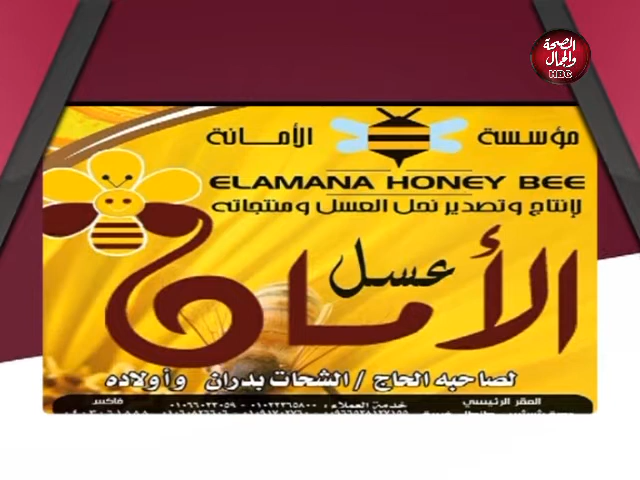 الصحة
والجمال
HBC
مؤسسة الأمانة
ELAMANA HONEY BEE
لإنتاج وتصدير نحل العسل ومنتجاته
عسل
الأمانة
لصاحبه الحاج / الشحات بدران وأولاده
المقر الرئيسي خدمة العملاء: فاكس